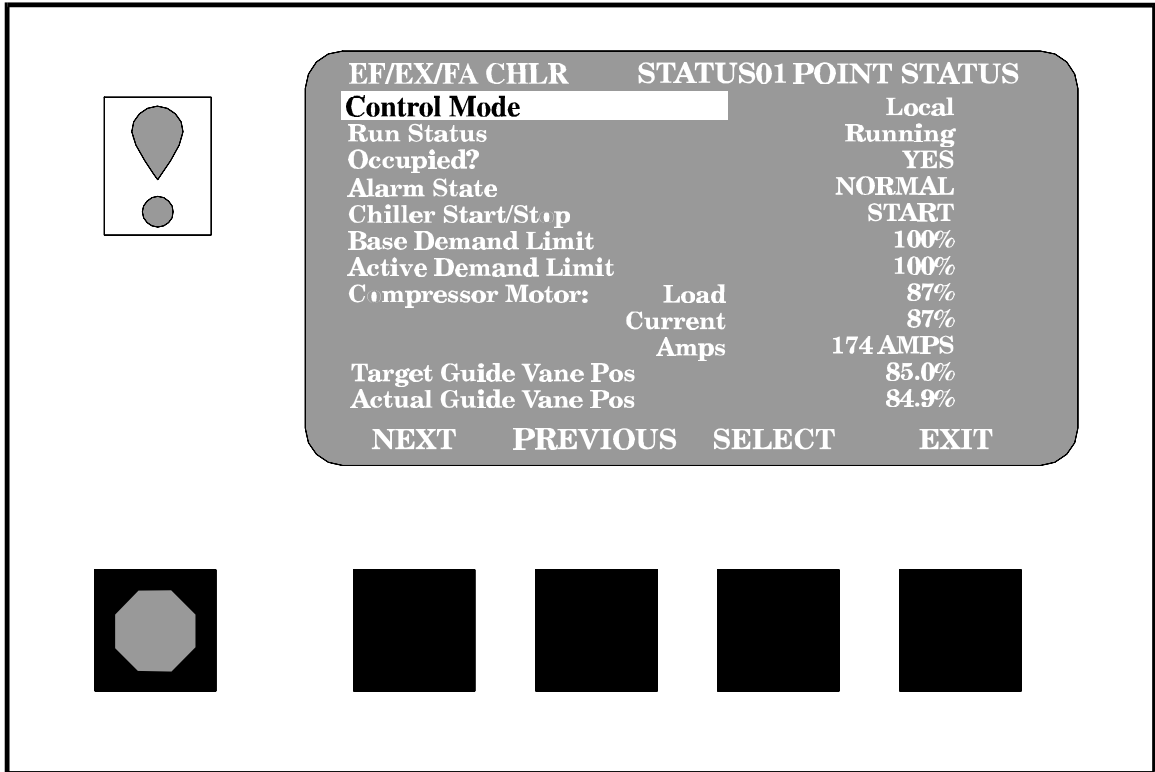 EF/EX/FA CHLR STATUS01 POINT STATUS
Control Mode Local
Run Status Running
Occupied? YES
Alarm State NORMAL
Chiller Start/Stop START
Base Demand Limit 100%
Active Demand Limit 100%
Compressor Motor: Load 87%
Current 87%
Amps 174 AMPS
Target Guide Vane Pos 85.0%
Actual Guide Vane Pos 84.9%
NEXT PREVIOUS SELECT EXIT